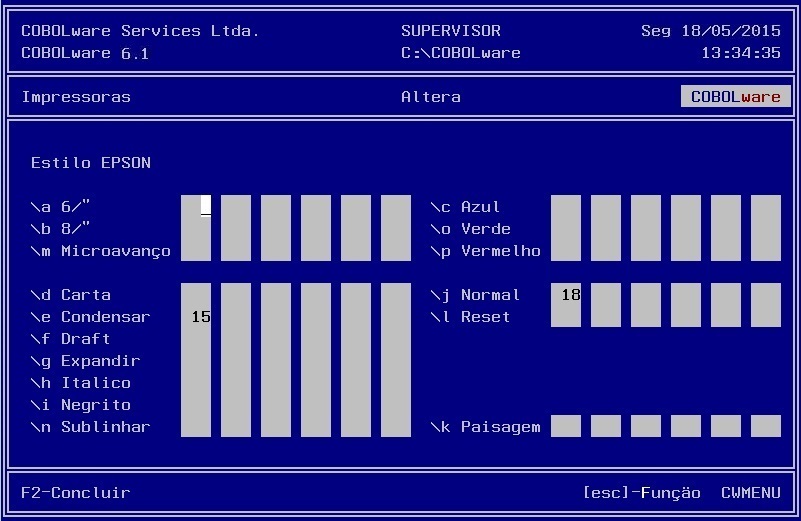 COBOLware Services Ltda. SUPERVISOR Seg 18/05/2015
COBOLware 6.1 C:\COBOLware 13:34:35
Impressoras Altera COBOLware
Estilo EPSON
\a 6/" \c Azul
\b 8/" \o Verde
\m Microavanço \p Vermelho
\d Carta \j Normal 18
\e Condensar 15 \l Reset
\f Draft
\g Expandir
\h Italico
\i Negrito
\n Sublinhar \k Paisagem
F2-Concluir [esc]-Funçäo CWMENU